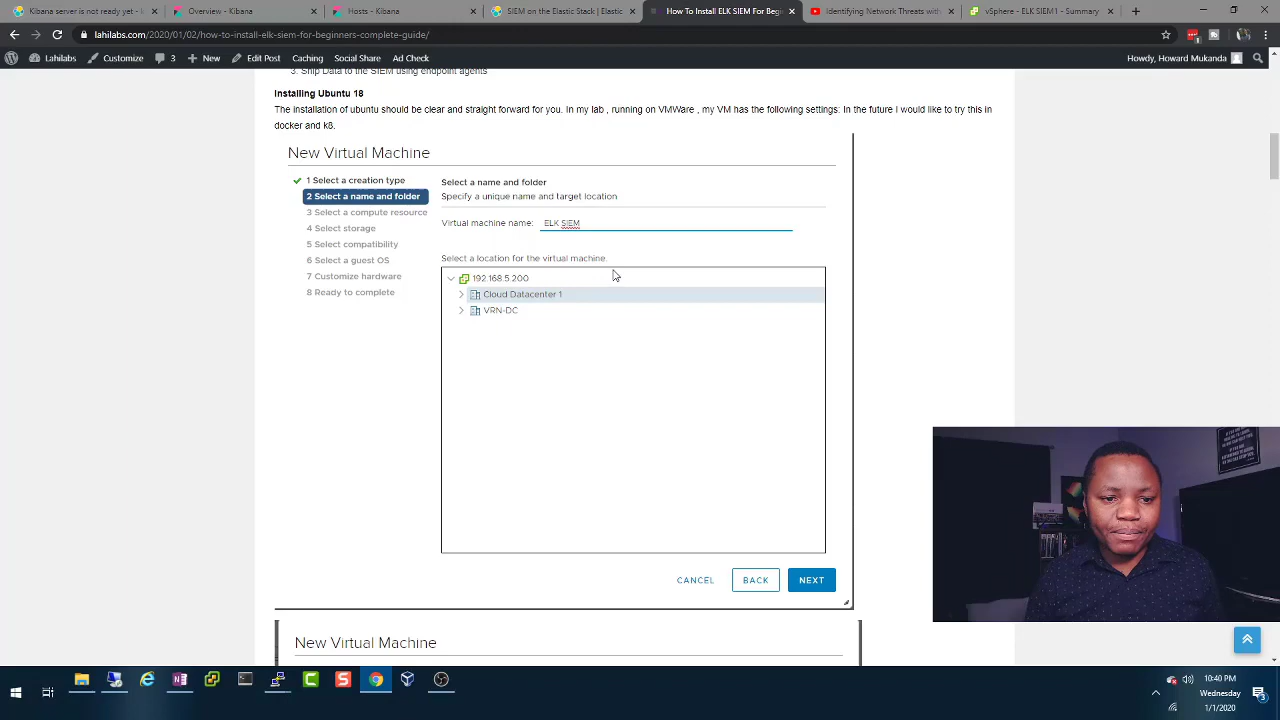 Kibana server is not ready yet. - I
Overview - Kibana
Hosts - Kibana
SIEM on the Elastic Stack | Elastic
How To Install ELK SIEM For Begi
Identifying Network Threats with
vSphere - ELK SIEM 1 - Summary
lahilabs.com/2020/01/02/how-to-install-elk-siem-for-beginners-complete-guide/
Lahilabs
Customize
3
New
Edit Post
Caching
Social Share
Ad Check
Howdy, Howard Mukanda
3. Ship Data to the SIEM using endpoint agents
Installing Ubuntu 18
The installation of ubuntu should be clear and straight forward for you. In my lab , running on VMWare , my VM has the following settings: In the future I would like to try this in
docker and k8.
New Virtual Machine
1 Select a creation type
2 Select a name and folder
3 Select a compute resource
4 Select storage
5 Select compatibility
6 Select a guest OS
7 Customize hardware
8 Ready to complete
Select a name and folder
Specify a unique name and target location
Virtual machine name:
ELK SIEM
Select a location for the virtual machine.
192.168.5.200
Cloud Datacenter 1
VRN-DC
CANCEL
BACK
NEXT
New Virtual Machine
10:40 PM
Wednesday
1/1/2020
3